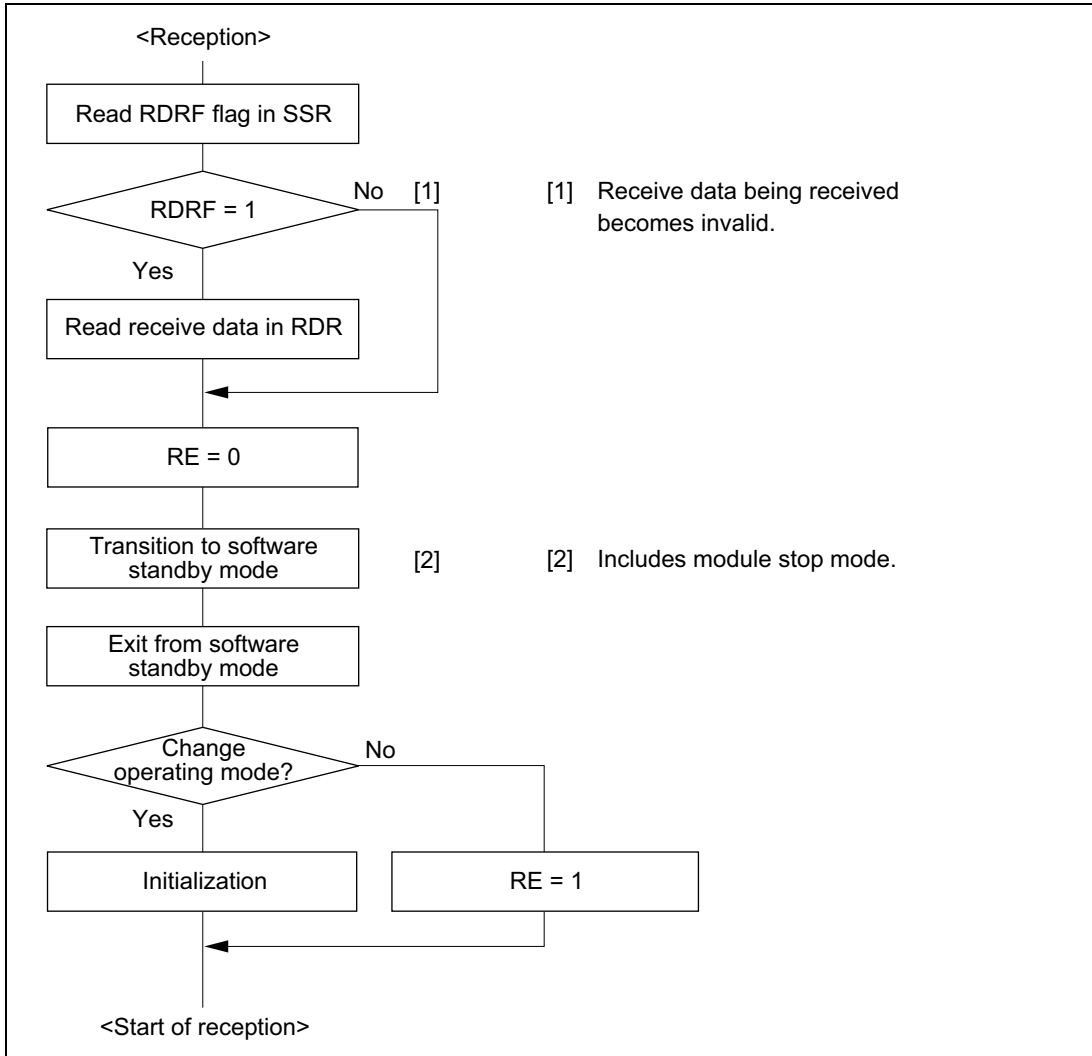 <Reception>
Read RDRF flag in SSR
RDRF = 1
No [1]
[1] Receive data being received
becomes invalid.
Yes
Read receive data in RDR
RE = 0
Transition to software
standby mode
[2]
[2] Includes module stop mode.
Exit from software
standby mode
Change
operating mode?
No
Yes
Initialization
RE = 1
<Start of reception>